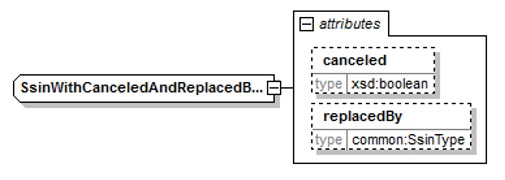 attributes
canceled
type xsd:boolean
SsinWithCanceledAndReplacedB...
replacedBy
type common:SsinType